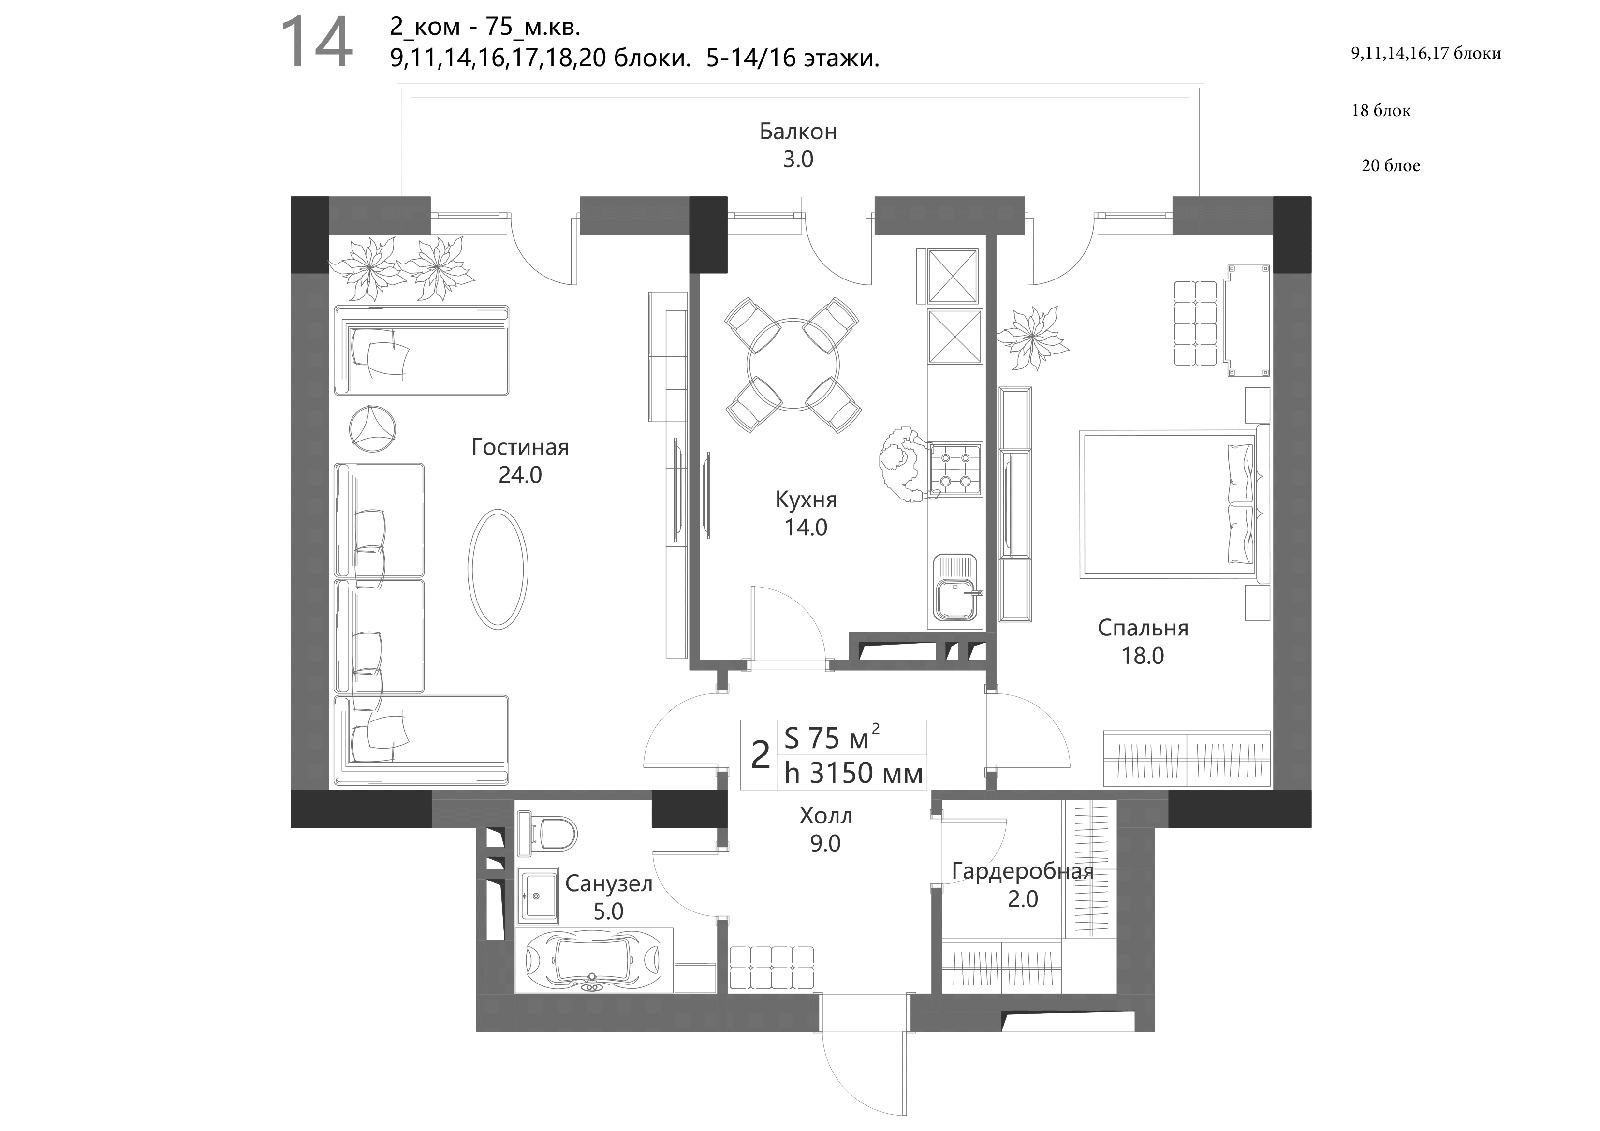 14
2_ком - 75_м.кв.
9,11,14,16,17,18,20 блоки.  5-14/16 этажи.
9,11,14,16,17 блоки
18 блок
20 блое
Балкон
3.0
Гостиная
24.0
Кухня
14.0
Спальня
18.0
2
S 75 м²
h 3150 мм
Холл
9.0
Санузел
5.0
Гардеробная
2.0